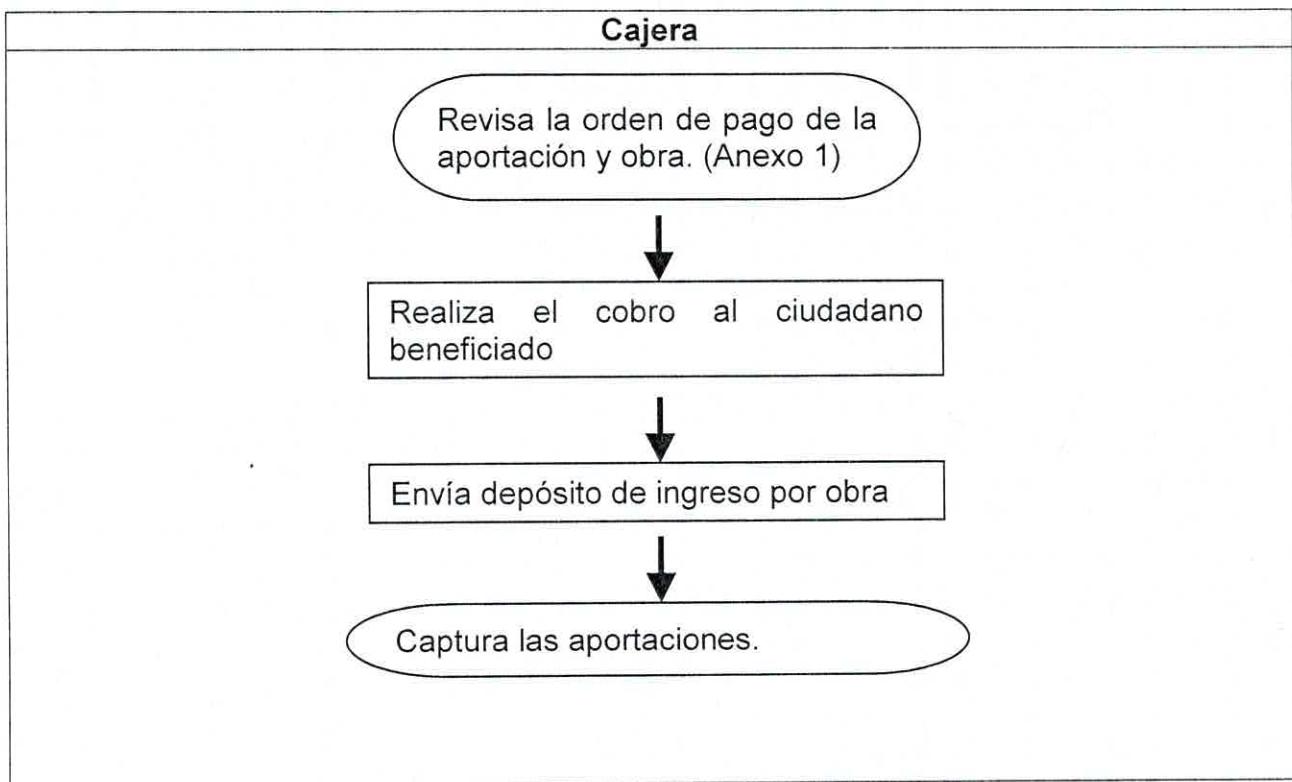 Cajera
Revisa la orden de pago de la
aportación y obra. (Anexo 1)
Realiza el cobro al ciudadano
beneficiado
Envía depósito de ingreso por obra
Captura las aportaciones.